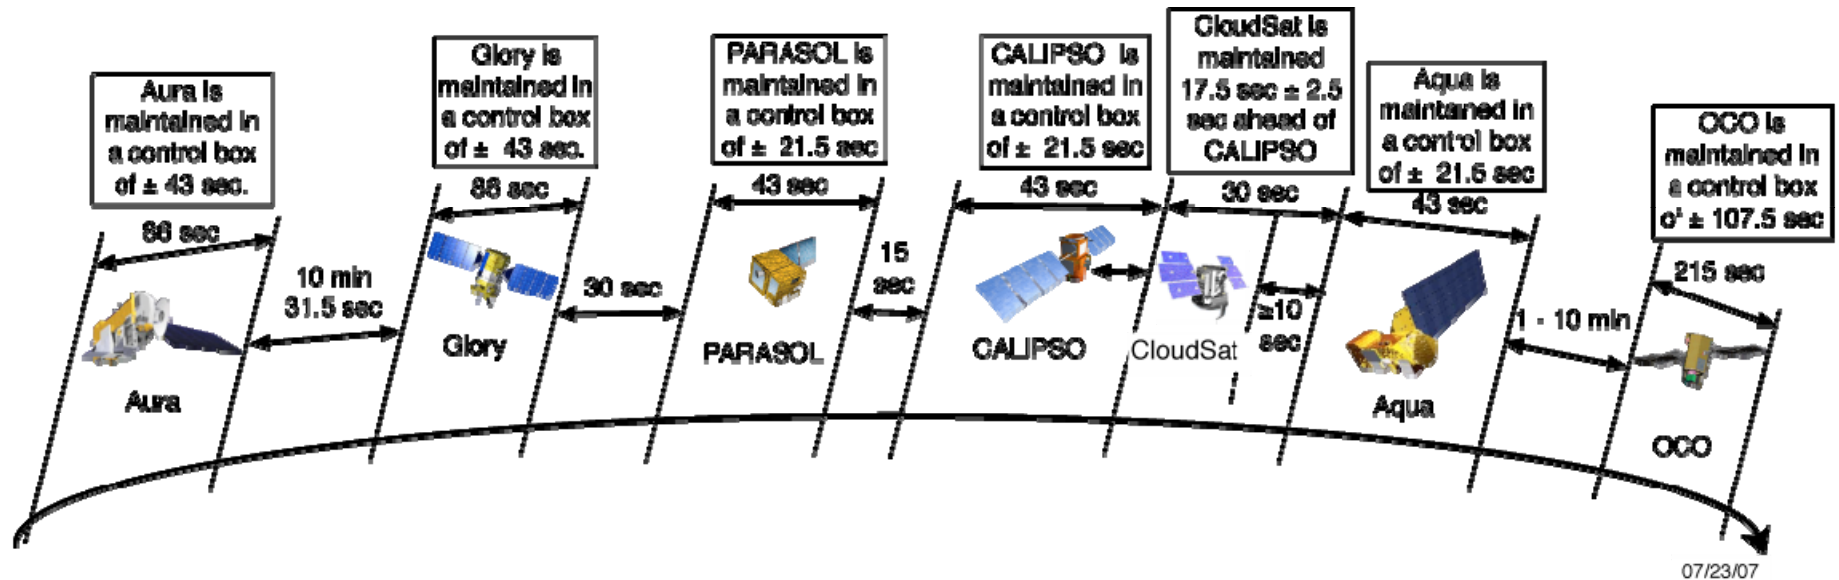 Aura is
maintained in
a control box
of ± 43 sec.
86 sec
Aura
10 min
31.5 sec
Glory is
maintained in
a control box
of ± 43 sec.
86 sec
Glory
30 sec
PARASOL is
maintained in
a control box
of ± 21.5 sec
43 sec
PARASOL
15
sec
CALIPSO is
maintained in
a control box
of ± 21.5 sec
43 sec
CALIPSO
CloudSat is
maintained
17.5 sec ± 2.5
sec ahead of
CALIPSO
30 sec
CloudSat
≥10
sec
Aqua is
maintained in
a control box
of ± 21.5 sec
43 sec
Aqua
1 - 10 min
OCO is
maintained in
a control box
of ± 107.5 sec
215 sec
OCO
07/23/07